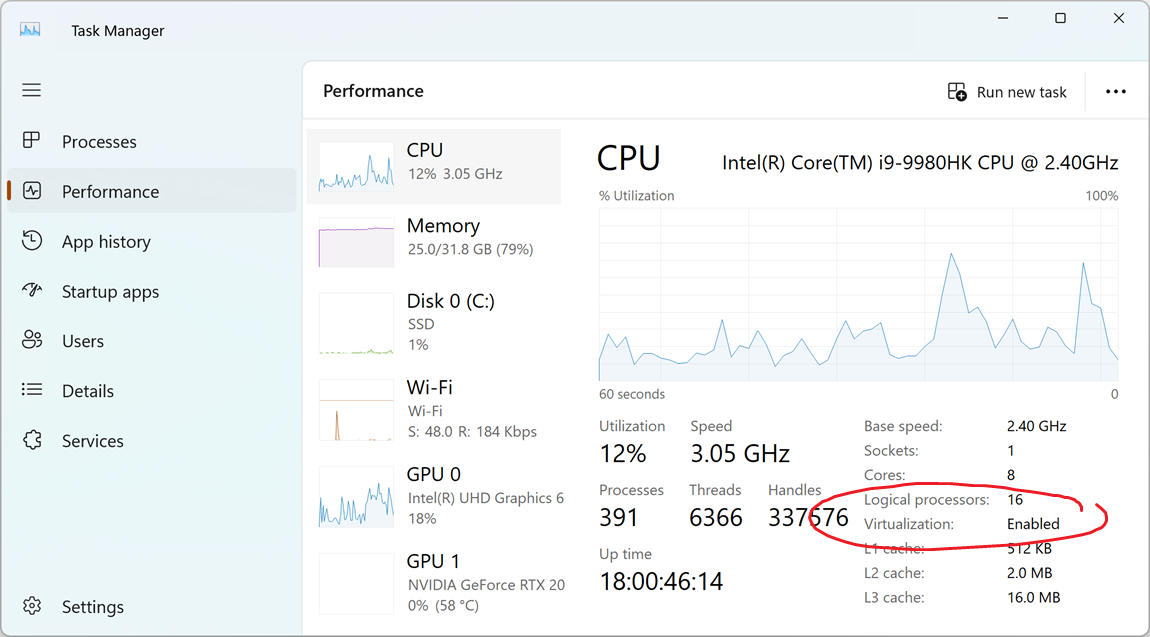 Task Manager
Processes
Performance
App history
Startup apps
Users
Details
Services
Settings
Performance
Run new task
CPU
12% 3.05 GHz
Memory
25.0/31.8 GB (79%)
Disk 0 (C:)
SSD
1%
Wi-Fi
Wi-Fi
S: 48.0 R: 184 Kbps
GPU 0
Intel(R) UHD Graphics 6
18%
GPU 1
NVIDIA GeForce RTX 20
0% (58 °C)
CPU Intel(R) Core(TM) i9-9980HK CPU @ 2.40GHz
% Utilization 100%
60 seconds 0
Utilization Speed
12% 3.05 GHz
Processes Threads Handles
391 6366 337576
Up time
18:00:46:14
Base speed: 2.40 GHz
Sockets: 1
Cores: 8
Logical processors: 16
Virtualization: Enabled
L1 cache: 512 KB
L2 cache: 2.0 MB
L3 cache: 16.0 MB